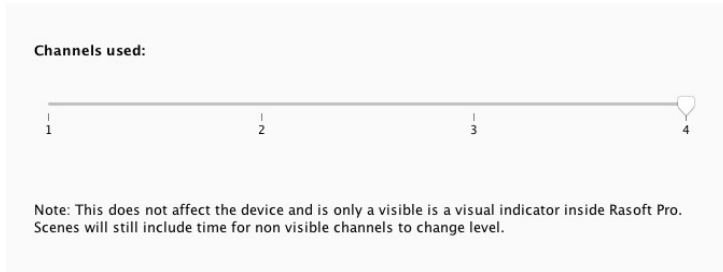 Channels used:
1 2 3 4
Note: This does not affect the device and is only a visible is a visual indicator inside Rasoft Pro.
Scenes will still include time for non visible channels to change level.